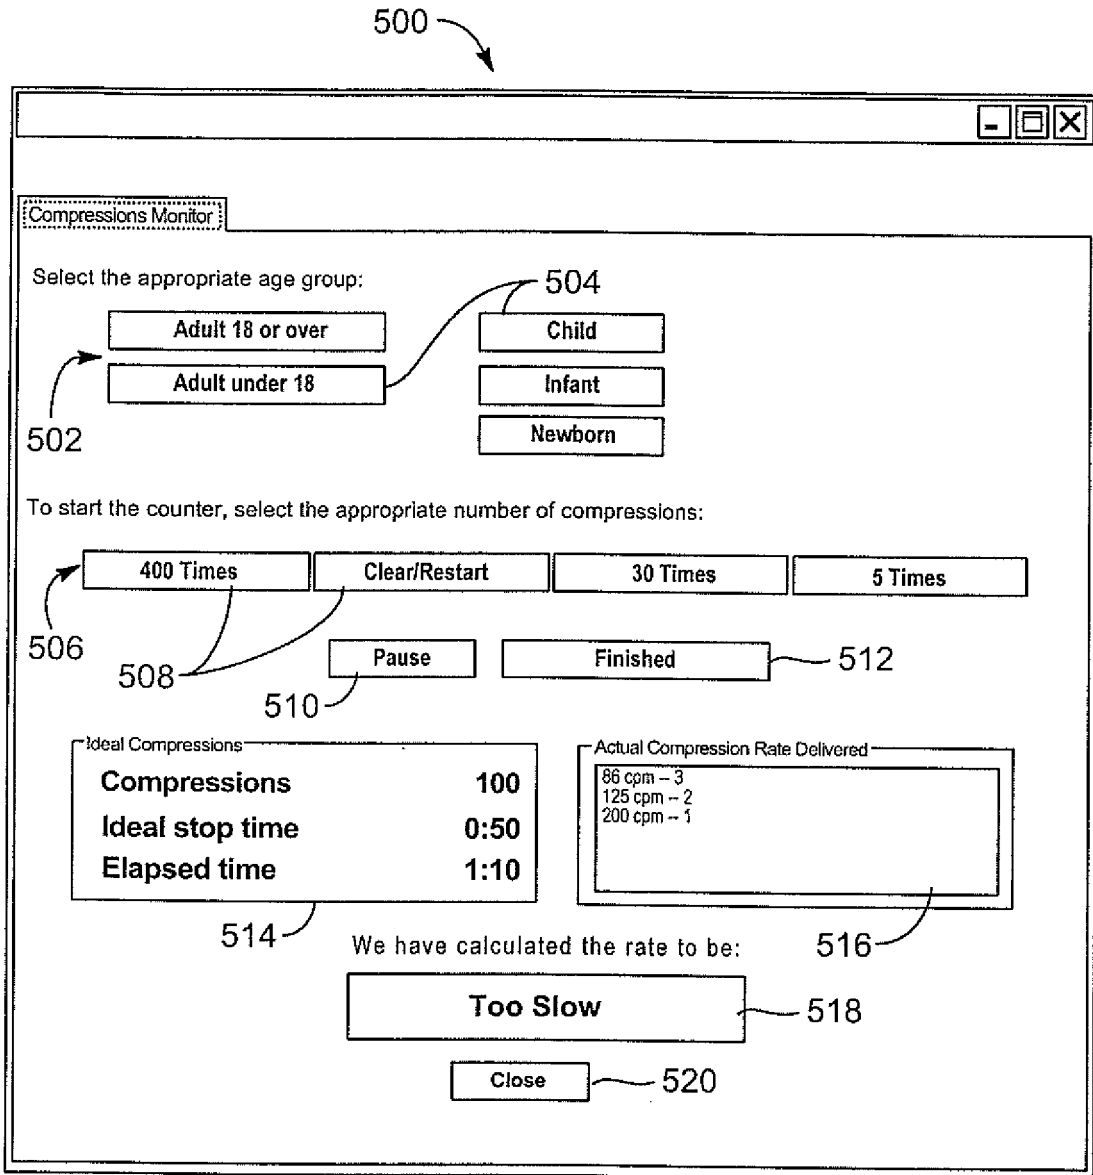 500
Compressions Monitor
Select the appropriate age group:
504
Adult 18 or over
Child
Adult under 18
Infant
502
Newborn
To start the counter, select the appropriate number of compressions:
400 Times
Clear/Restart
30 Times
5 Times
506
508
Pause
Finished
512
510
Ideal Compressions
Actual Compression Rate Delivered
Compressions 100
86 cpm – 3
125 cpm – 2
200 cpm – 1
Ideal stop time 0:50
Elapsed time 1:10
514
516
We have calculated the rate to be:
Too Slow
518
Close
520